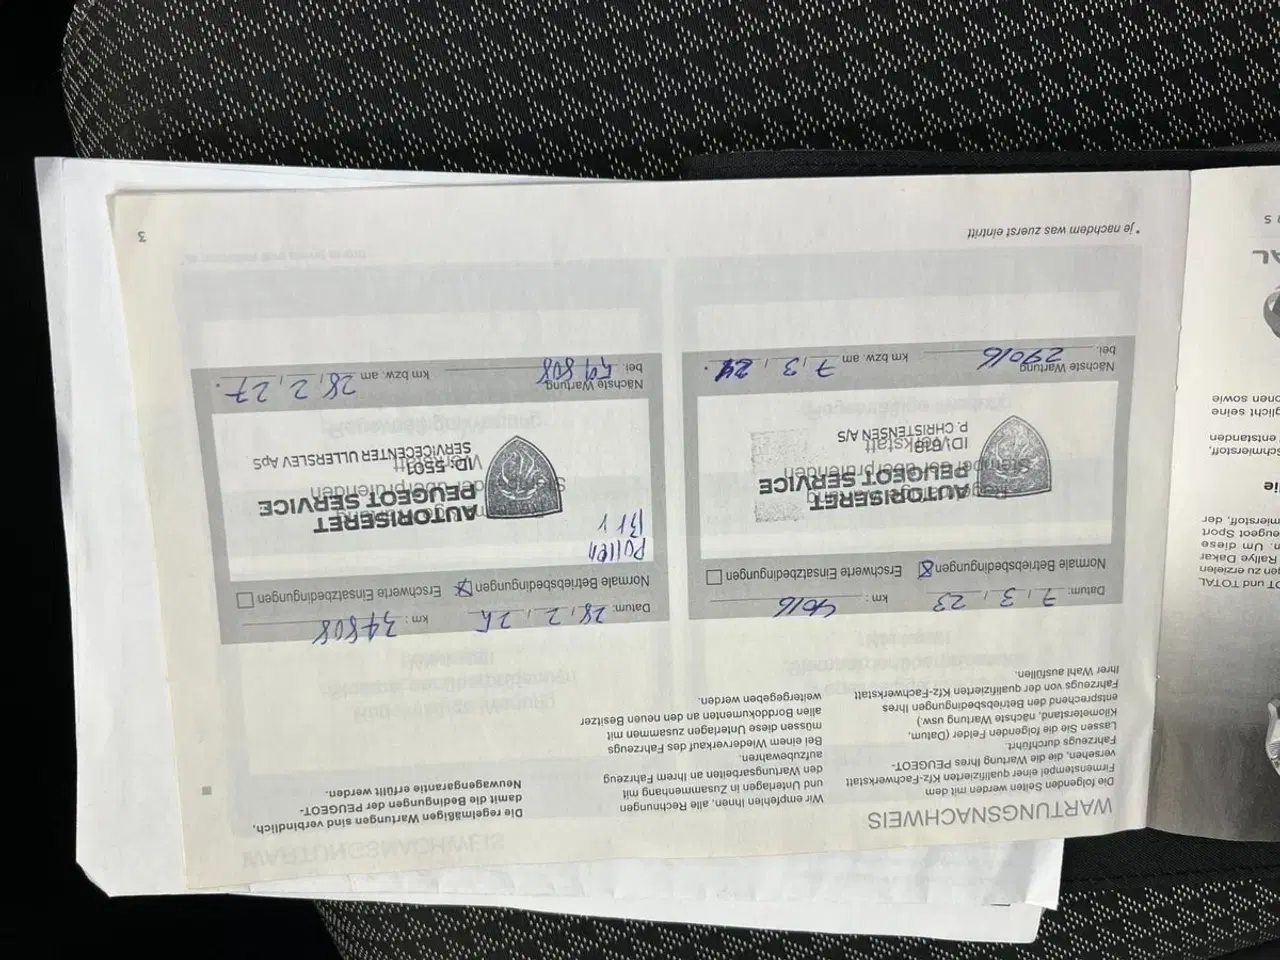 WARTUNGSNACHWEIS
Die folgenden Seiten werden mit dem
Firmenstempel einer qualifizierten Kfz-Fachwerkstatt
versehen, die die Wartung Ihres PEUGEOT-
Fahrzeugs durchführt.
Lassen Sie die folgenden Felder (Datum,
Kilometerstand, nächste Wartung usw.)
entsprechend den Betriebsbedingungen Ihres
Fahrzeugs von der qualifizierten Kfz-Fachwerkstatt
Ihrer Wahl ausfüllen.
Wir empfehlen Ihnen, alle Rechnungen
und Unterlagen in Zusammenhang mit
den Wartungsarbeiten an Ihrem Fahrzeug
aufzubewahren.
Bei einem Wiederverkauf des Fahrzeugs
müssen diese Unterlagen zusammen mit
allen Borddokumenten an den neuen Besitzer
weitergegeben werden.
Die regelmäßigen Wartungen sind verbindlich,
damit die Bedingungen der PEUGEOT-
Neuwagengarantie erfüllt werden.
Datum: 7, 3, 23 km: 4016
Normale Betriebsbedingungen Erschwerte Einsatzbedingungen
AUTORISERET
PEUGEOT SERVICE
P. CHRISTENSEN A/S
Nächste Wartung
bei: 29016 km bzw. am 7, 3, 24.
* je nachdem was zuerst eintritt
Datum: 28, 2, 25 km: 34808
Normale Betriebsbedingungen Erschwerte Einsatzbedingungen
Pollen
AUTORISERET
PEUGEOT SERVICE
ID: 5501
SERVICECENTER ULLERSLEV ApS
Nächste Wartung
bei: 59808 km bzw. am 28, 2, 27.
3